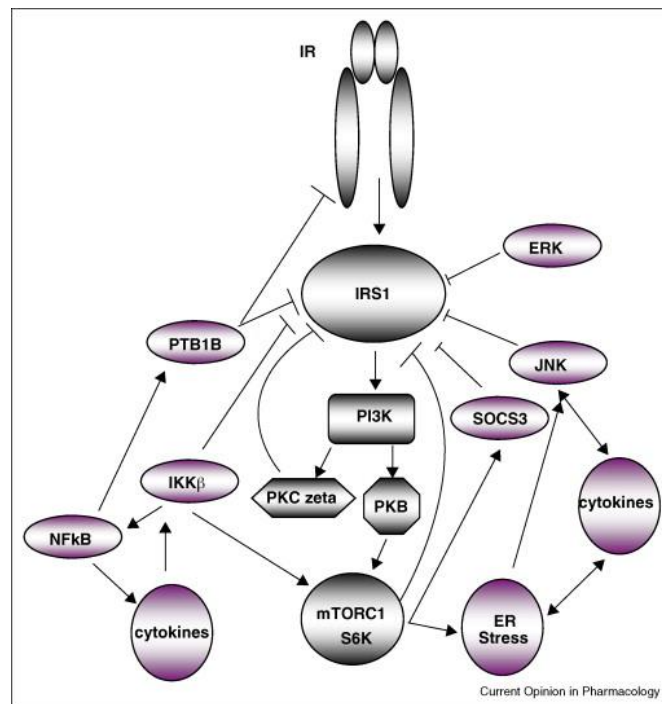 IR
ERK
IRS1
PTB1B
JNK
PI3K
SOCS3
IKKβ
PKC zeta
PKB
cytokines
NFkB
mTORC1
S6K
cytokines
ER
Stress
Current Opinion in Pharmacology